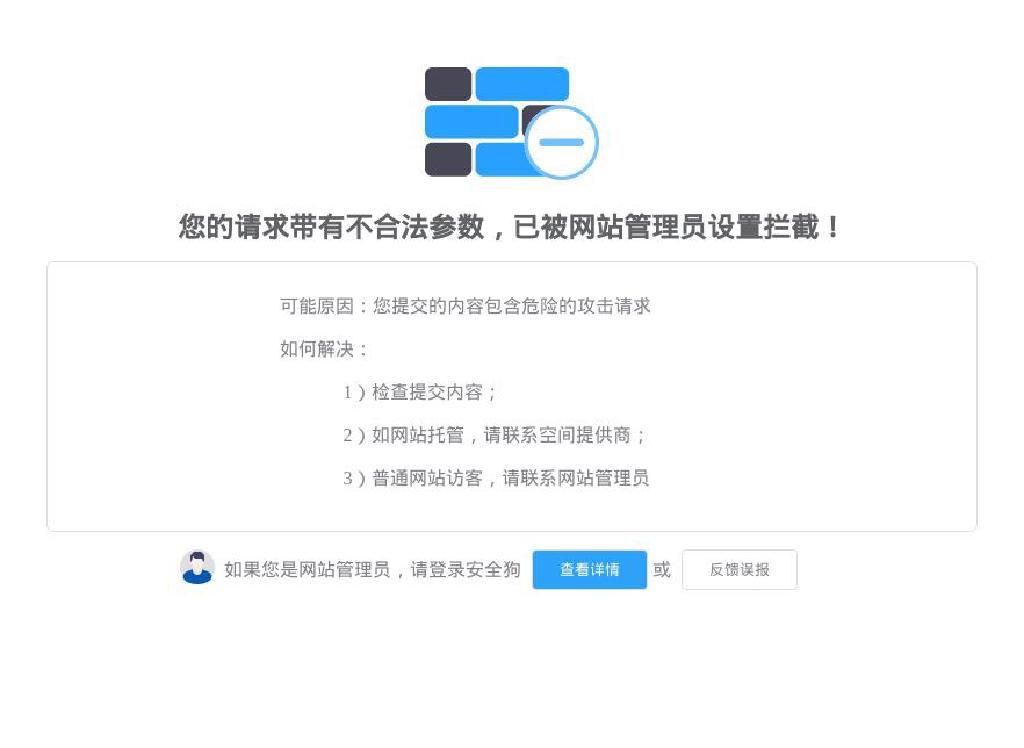 您的请求带有不合法参数，已被网站管理员设置拦截！
可能原因：您提交的内容包含危险的攻击请求
如何解决：
1）检查提交内容；
2）如网站托管，请联系空间提供商；
3）普通网站访客，请联系网站管理员
如果您是网站管理员，请登录安全狗 查看详情 或 反馈误报